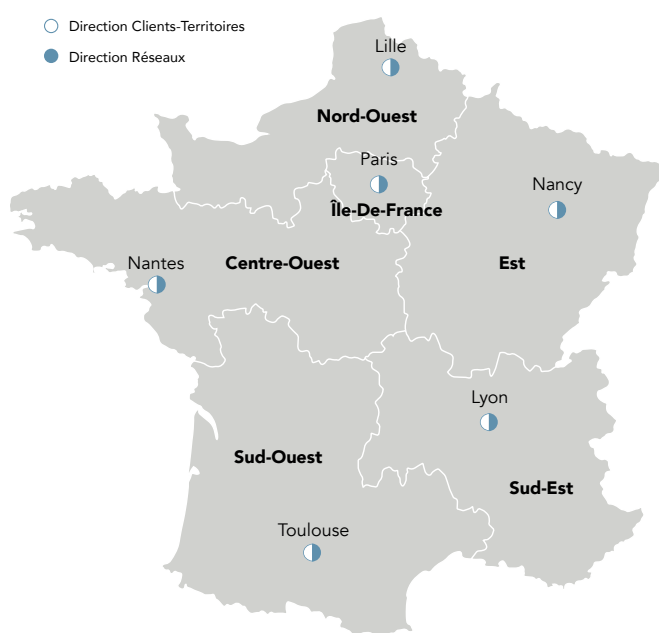 Direction Clients-Territoires
Direction Réseaux
Lille
Nord-Ouest
Paris
Île-De-France
Nancy
Nantes
Centre-Ouest
Est
Lyon
Sud-Ouest
Sud-Est
Toulouse